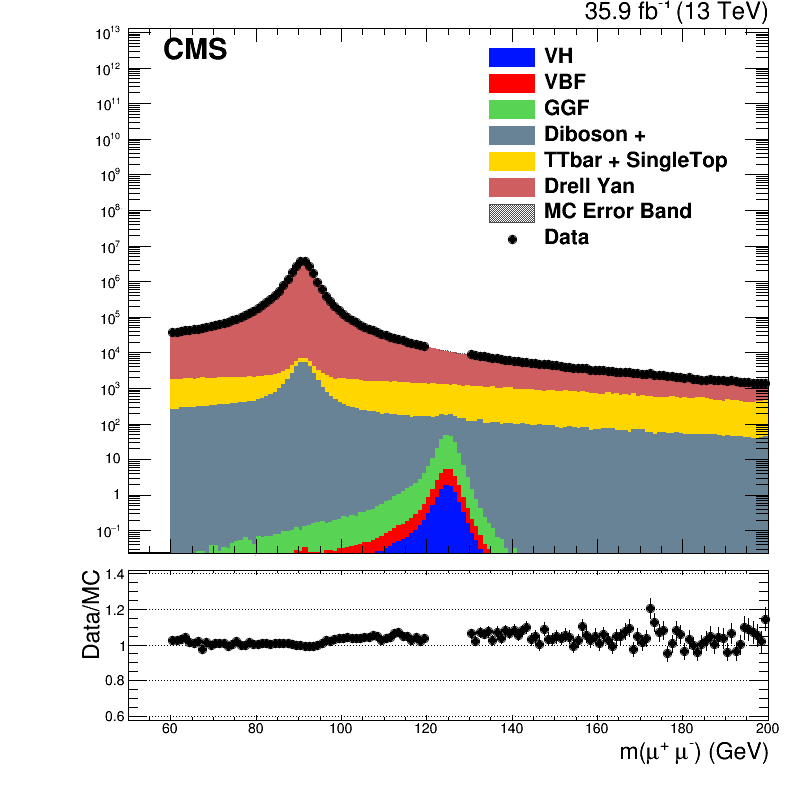 35.9 fb⁻¹ (13 TeV)
CMS
VH
VBF
GGF
Diboson +
TTbar + SingleTop
Drell Yan
MC Error Band
Data
10¹³
10¹²
10¹¹
10¹⁰
10⁹
10⁸
10⁷
10⁶
10⁵
10⁴
10³
10²
10
1
10⁻¹
Data/MC
1.4
1.2
1
0.8
0.6
60 80 100 120 140 160 180 200
m(μ⁺ μ⁻) (GeV)